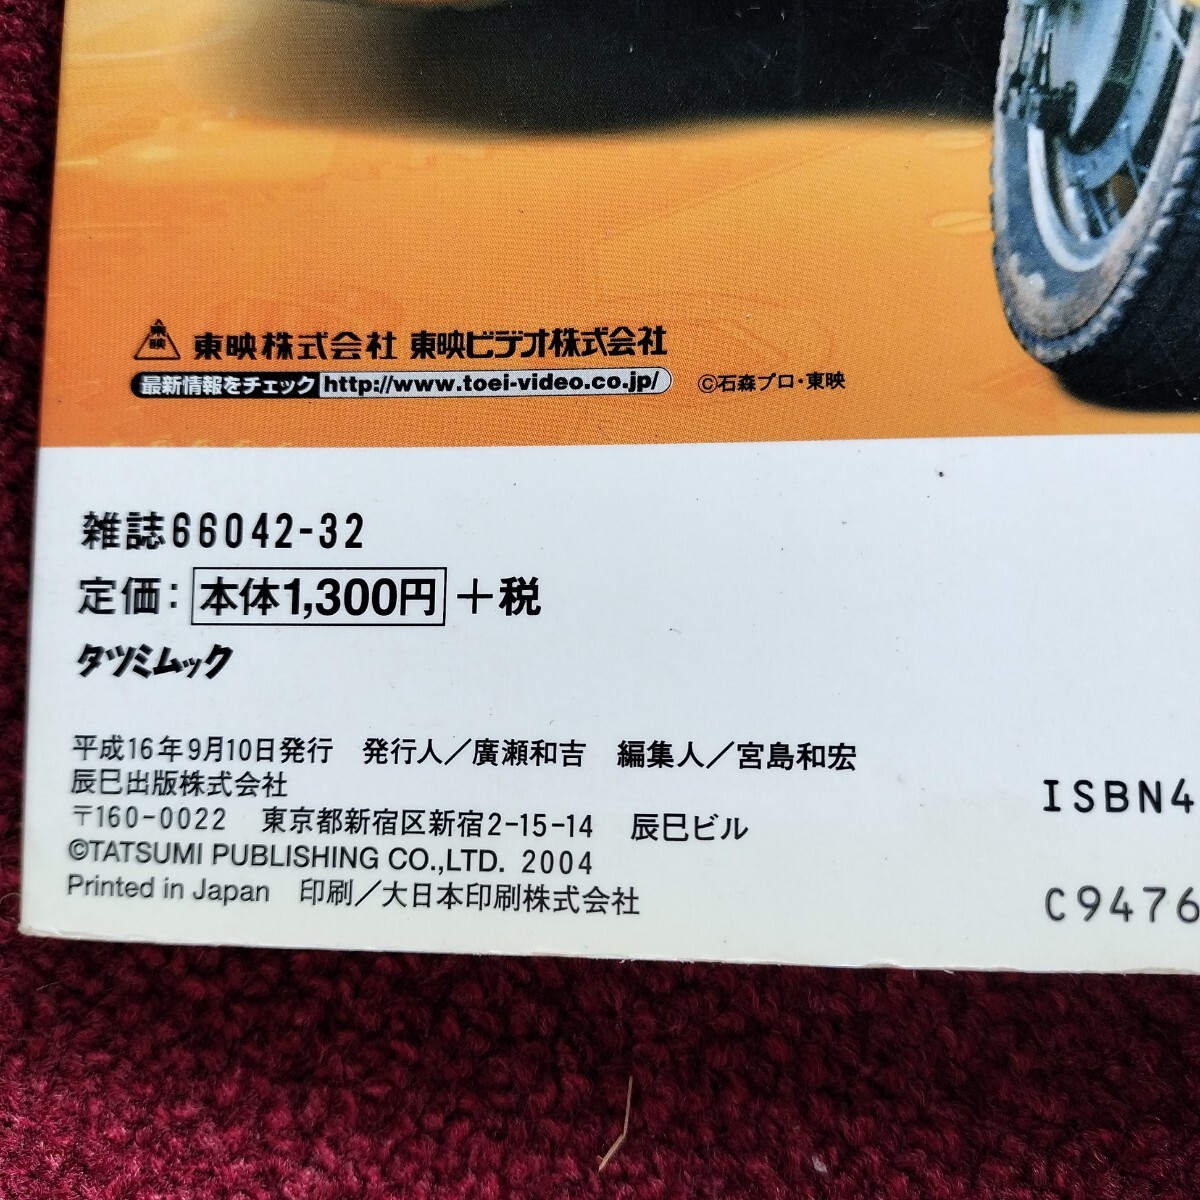 東映
東映株式会社 東映ビデオ株式会社
最新情報をチェック http://www.toei-video.co.jp/ ©石森プロ・東映
雑誌66042-32
定価：本体1,300円＋税
タツミムック
平成16年9月10日発行 発行人／廣瀬和吉 編集人／宮島和宏
辰巳出版株式会社
〒160-0022 東京都新宿区新宿2-15-14 辰巳ビル
©TATSUMI PUBLISHING CO.,LTD. 2004
Printed in Japan 印刷／大日本印刷株式会社
ISBN4
C9476